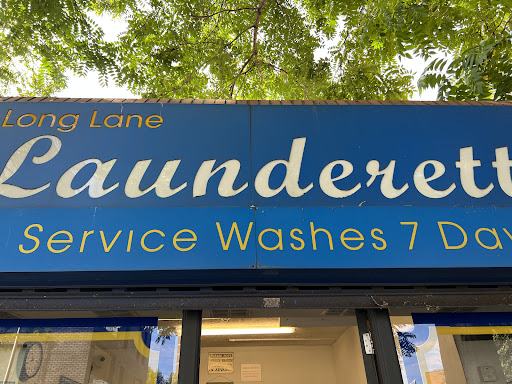 Long Lane
Launderett
Service Washes 7 Day